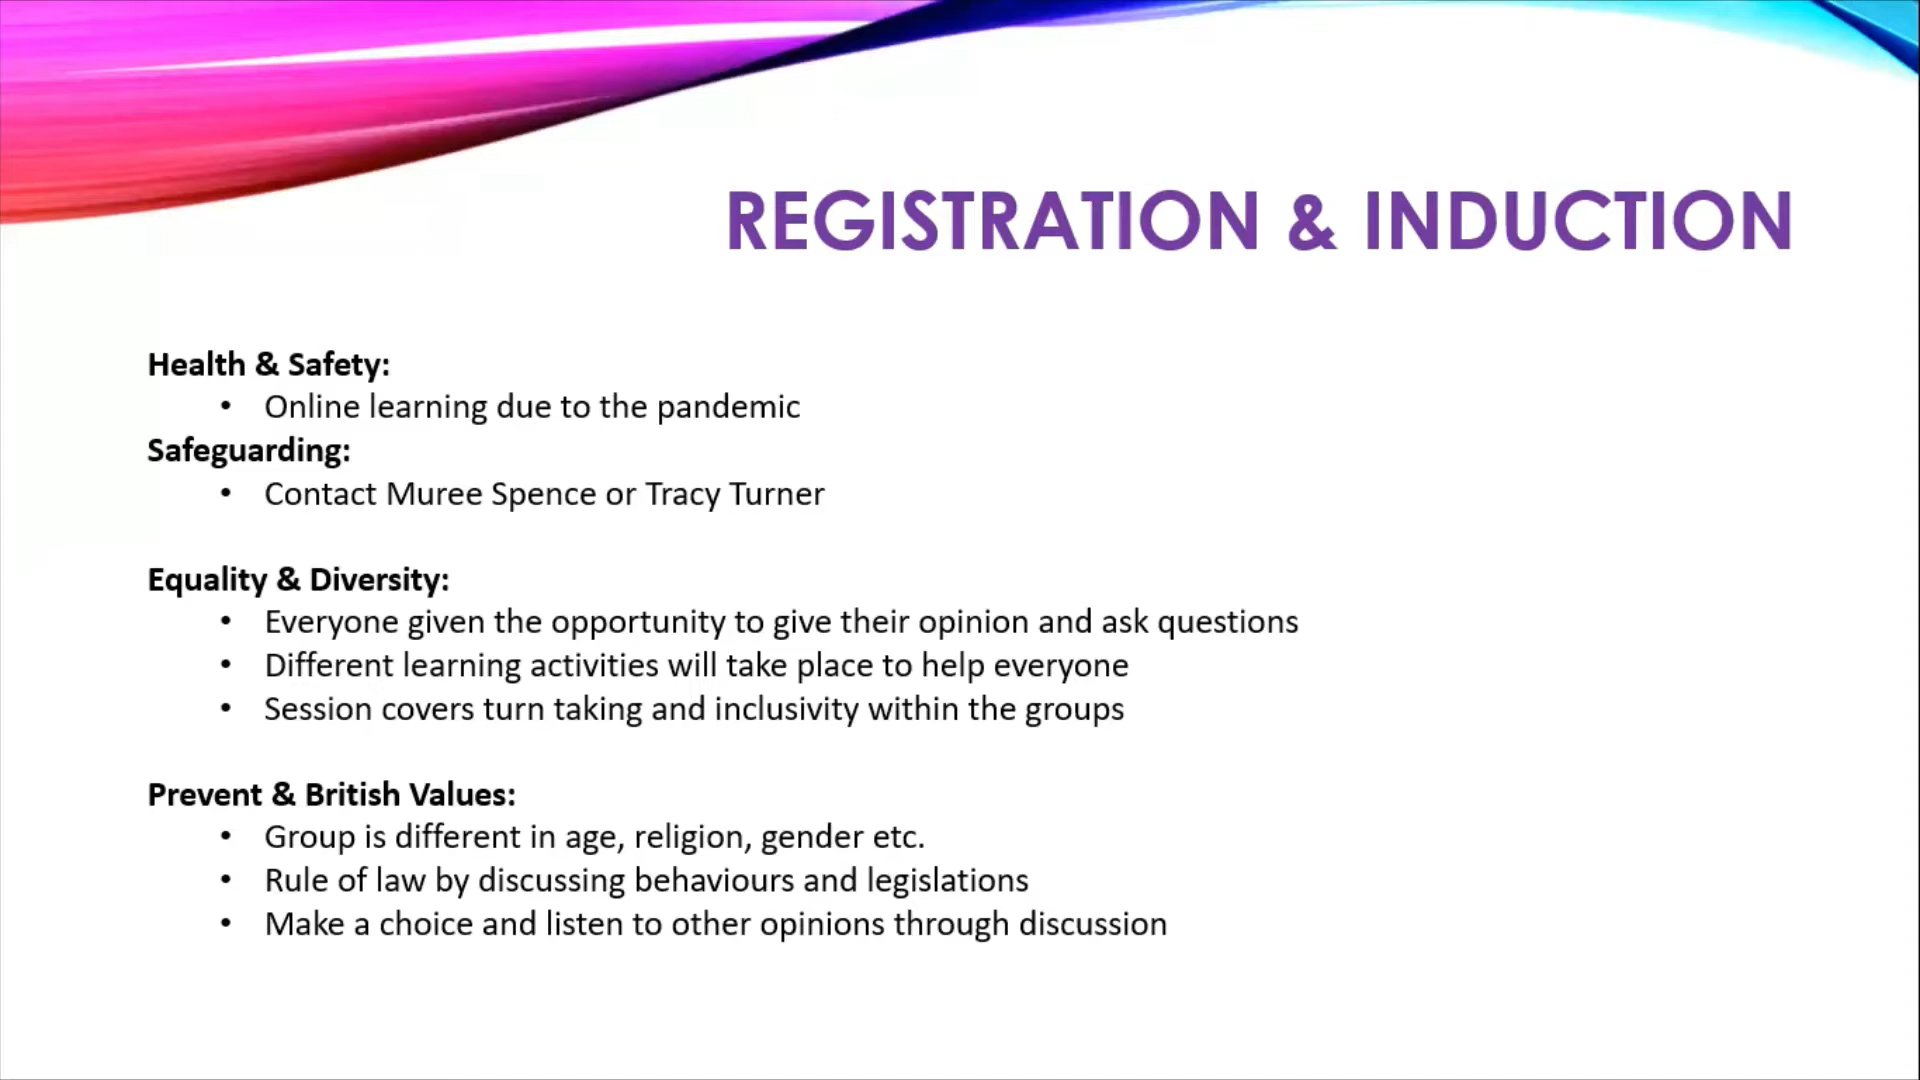 REGISTRATION & INDUCTION
Health & Safety:
• Online learning due to the pandemic
Safeguarding:
• Contact Muree Spence or Tracy Turner
Equality & Diversity:
• Everyone given the opportunity to give their opinion and ask questions
• Different learning activities will take place to help everyone
• Session covers turn taking and inclusivity within the groups
Prevent & British Values:
• Group is different in age, religion, gender etc.
• Rule of law by discussing behaviours and legislations
• Make a choice and listen to other opinions through discussion